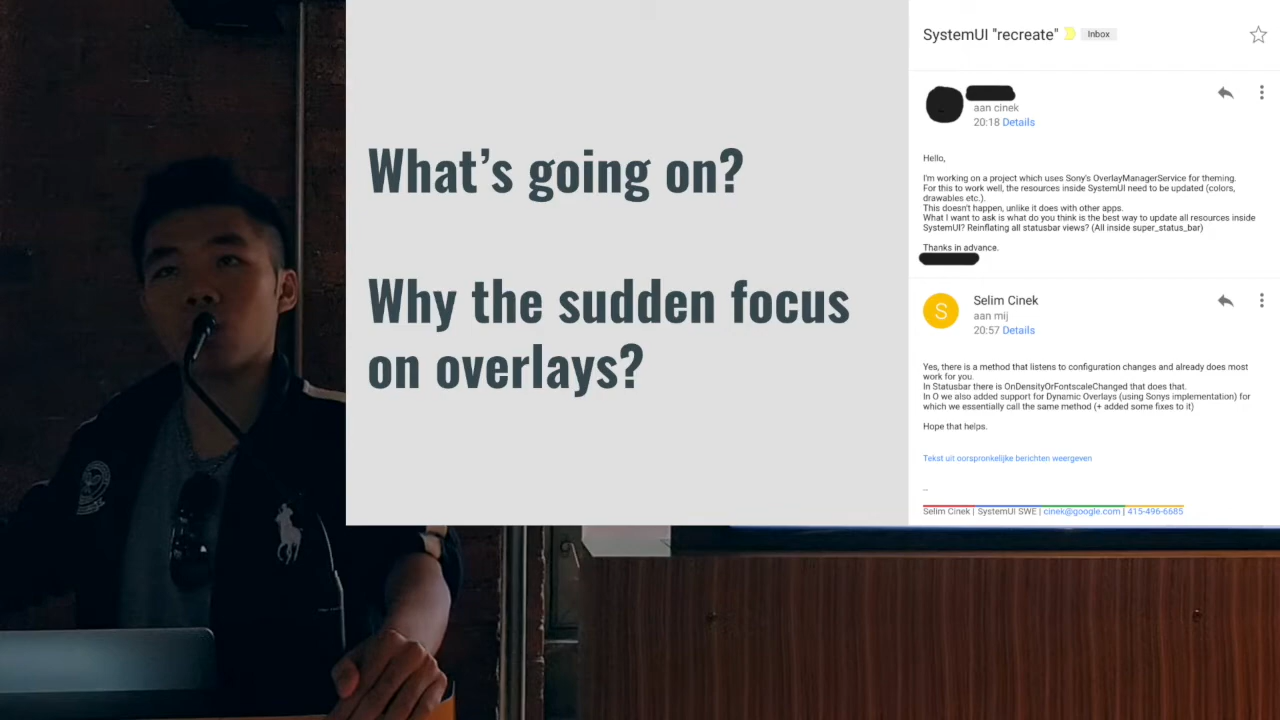 What's going on?
Why the sudden focus
on overlays?
SystemUI "recreate" Inbox
aan cinek
20:18 Details
Hello,
I'm working on a project which uses Sony's OverlayManagerService for theming.
For this to work well, the resources inside SystemUI need to be updated (colors,
drawables etc.).
This doesn't happen, unlike it does with other apps.
What I want to ask is what do you think is the best way to update all resources inside
SystemUI? Reinflating all statusbar views? (All inside super_status_bar)
Thanks in advance.
S
Selim Cinek
aan mij
20:57 Details
Yes, there is a method that listens to configuration changes and already does most
work for you.
In Statusbar there is OnDensityOrFontscaleChanged that does that.
In O we also added support for Dynamic Overlays (using Sonys implementation) for
which we essentially call the same method (+ added some fixes to it)
Hope that helps.
Tekst uit oorspronkelijke berichten weergeven
--
Selim Cinek | SystemUI SWE | cinek@google.com | 415-496-6685